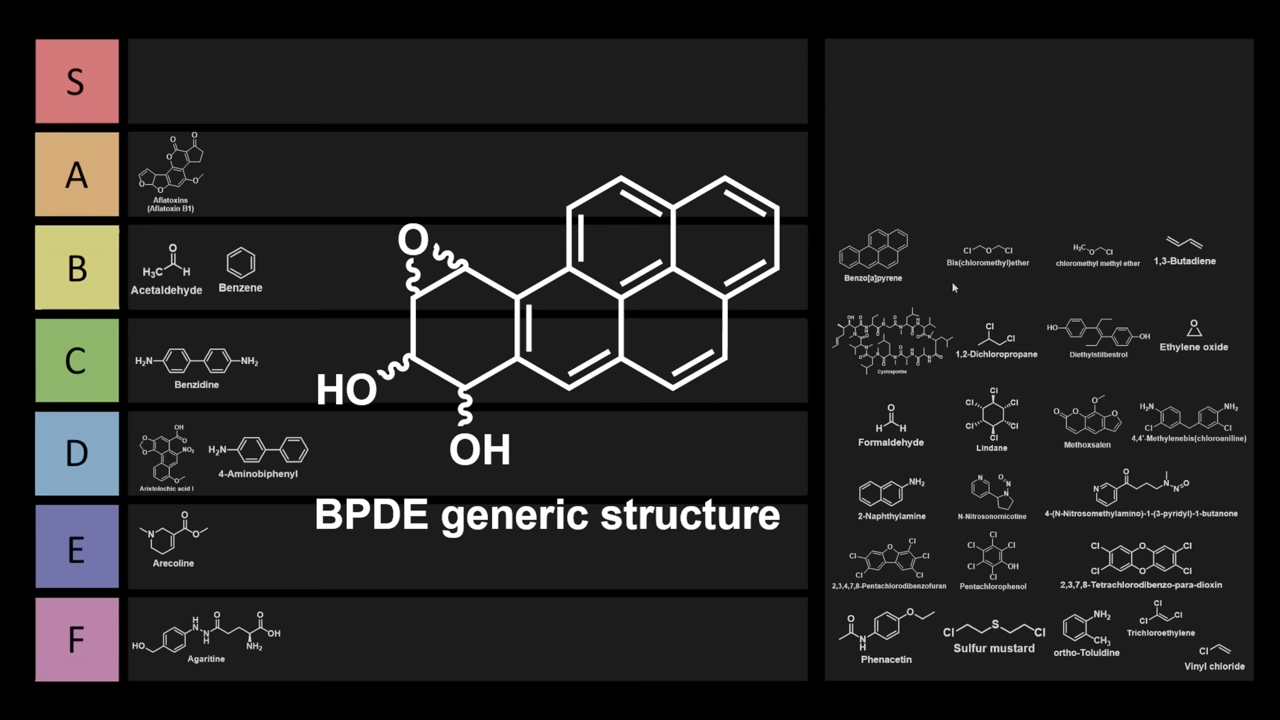 S
A
Aflatoxins
(Aflatoxin B1)
B
Acetaldehyde
Benzene
C
Benzidine
D
Aristolochic acid I
4-Aminobiphenyl
E
Arecoline
F
Agaritine
O
HO
OH
BPDE generic structure
Benzo[a]pyrene
Bis(chloromethyl)ether
chloromethyl methyl ether
1,3-Butadiene
Cyclosporine
1,2-Dichloropropane
Diethylstilbestrol
Ethylene oxide
Formaldehyde
Lindane
Methoxsalen
4,4'-Methylenebis(chloroaniline)
2-Naphthylamine
N-Nitrosonornicotine
4-(N-Nitrosomethylamino)-1-(3-pyridyl)-1-butanone
2,3,4,7,8-Pentachlorodibenzofuran
Pentachlorophenol
2,3,7,8-Tetrachlorodibenzo-para-dioxin
Phenacetin
Sulfur mustard
ortho-Toluidine
Trichloroethylene
Vinyl chloride